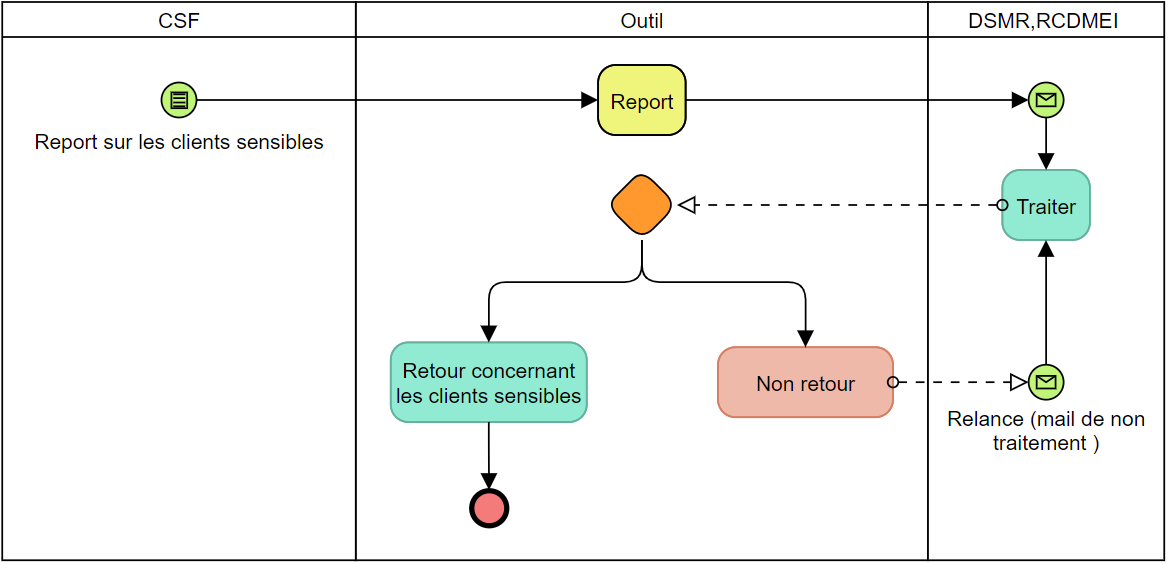 CSF
Outil
DSMR,RCDMEI
Report
Report sur les clients sensibles
Traiter
Retour concernant
les clients sensibles
Non retour
Relance (mail de non
traitement )